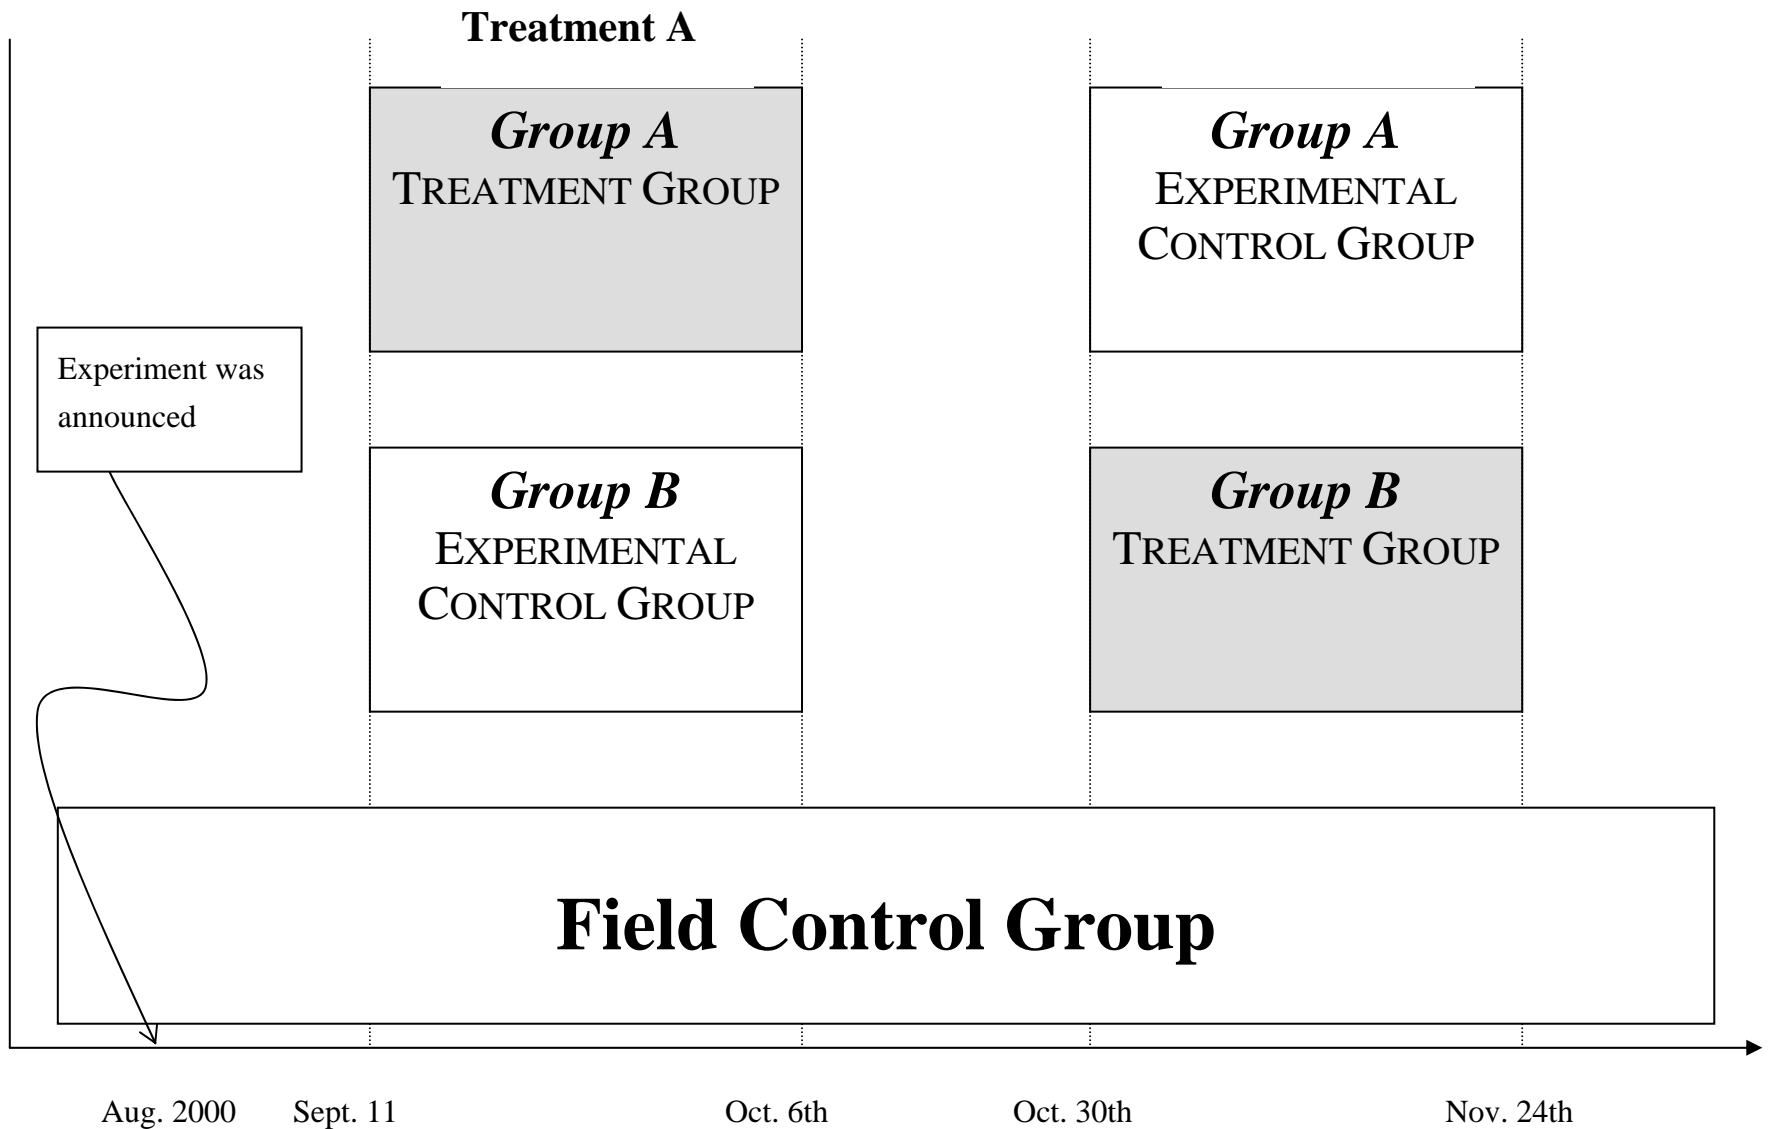 Treatment A
Group A
TREATMENT GROUP
Group A
EXPERIMENTAL
CONTROL GROUP
Experiment was
announced
Group B
EXPERIMENTAL
CONTROL GROUP
Group B
TREATMENT GROUP
Field Control Group
Aug. 2000 Sept. 11 Oct. 6th Oct. 30th Nov. 24th